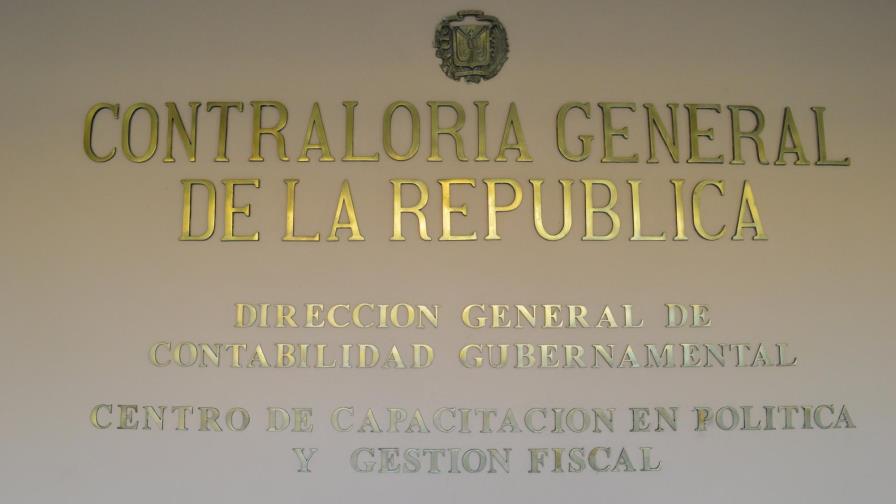 CONTRALORIA GENERAL
DE LA REPUBLICA
DIRECCION GENERAL DE
CONTABILIDAD GUBERNAMENTAL
CENTRO DE CAPACITACION EN POLITICA
Y GESTION FISCAL